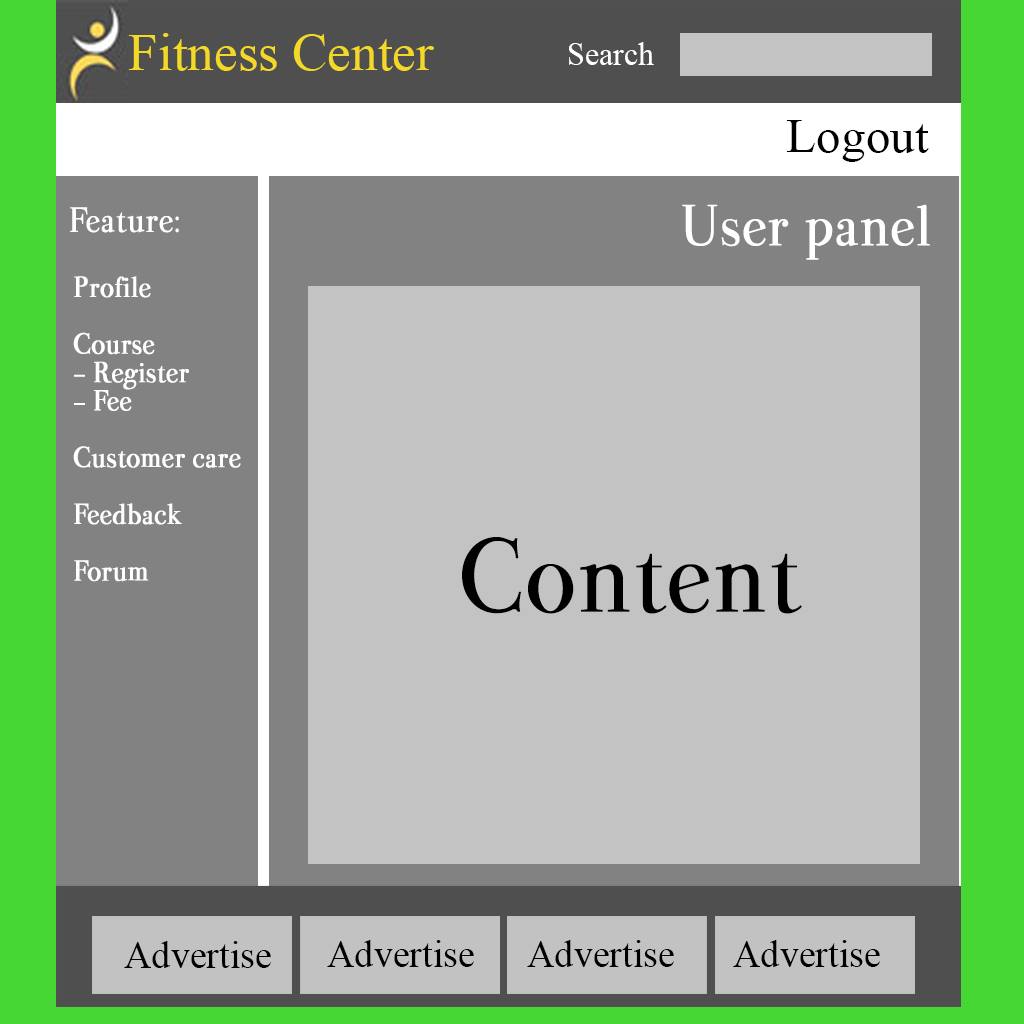 Fitness Center
Search
Logout
Feature:
Profile
Course
- Register
- Fee
Customer care
Feedback
Forum
User panel
Content
Advertise
Advertise
Advertise
Advertise